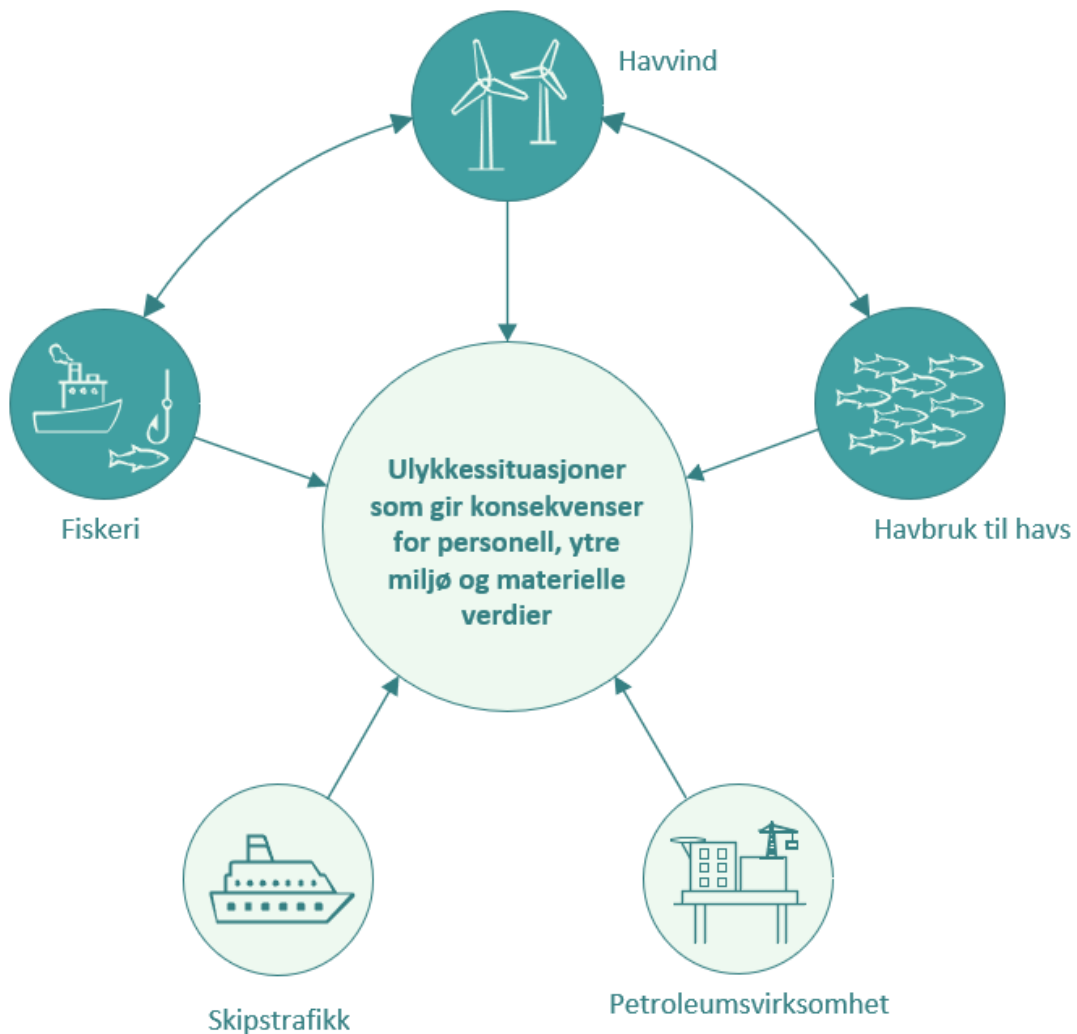 Havvind
Fiskeri
Havbruk til havs
Ulykkessituasjoner
som gir konsekvenser
for personell, ytre
miljø og materielle
verdier
Skipstrafikk
Petroleumsvirksomhet